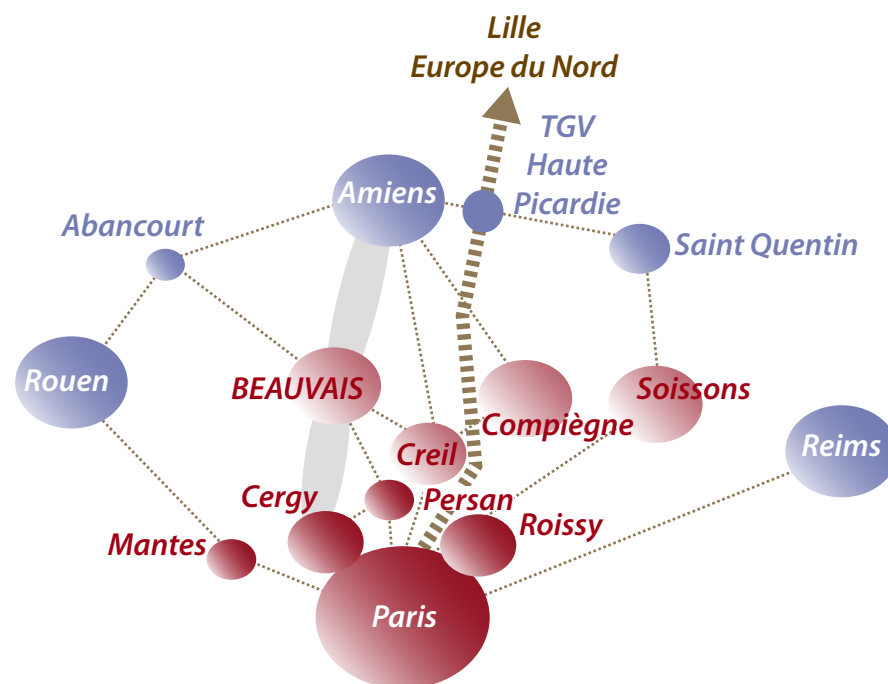 Lille
Europe du Nord
TGV
Haute
Picardie
Amiens
Abancourt
Saint Quentin
Rouen
BEAUVAIS
Soissons
Compiègne
Creil
Reims
Cergy
Persan
Roissy
Mantes
Paris